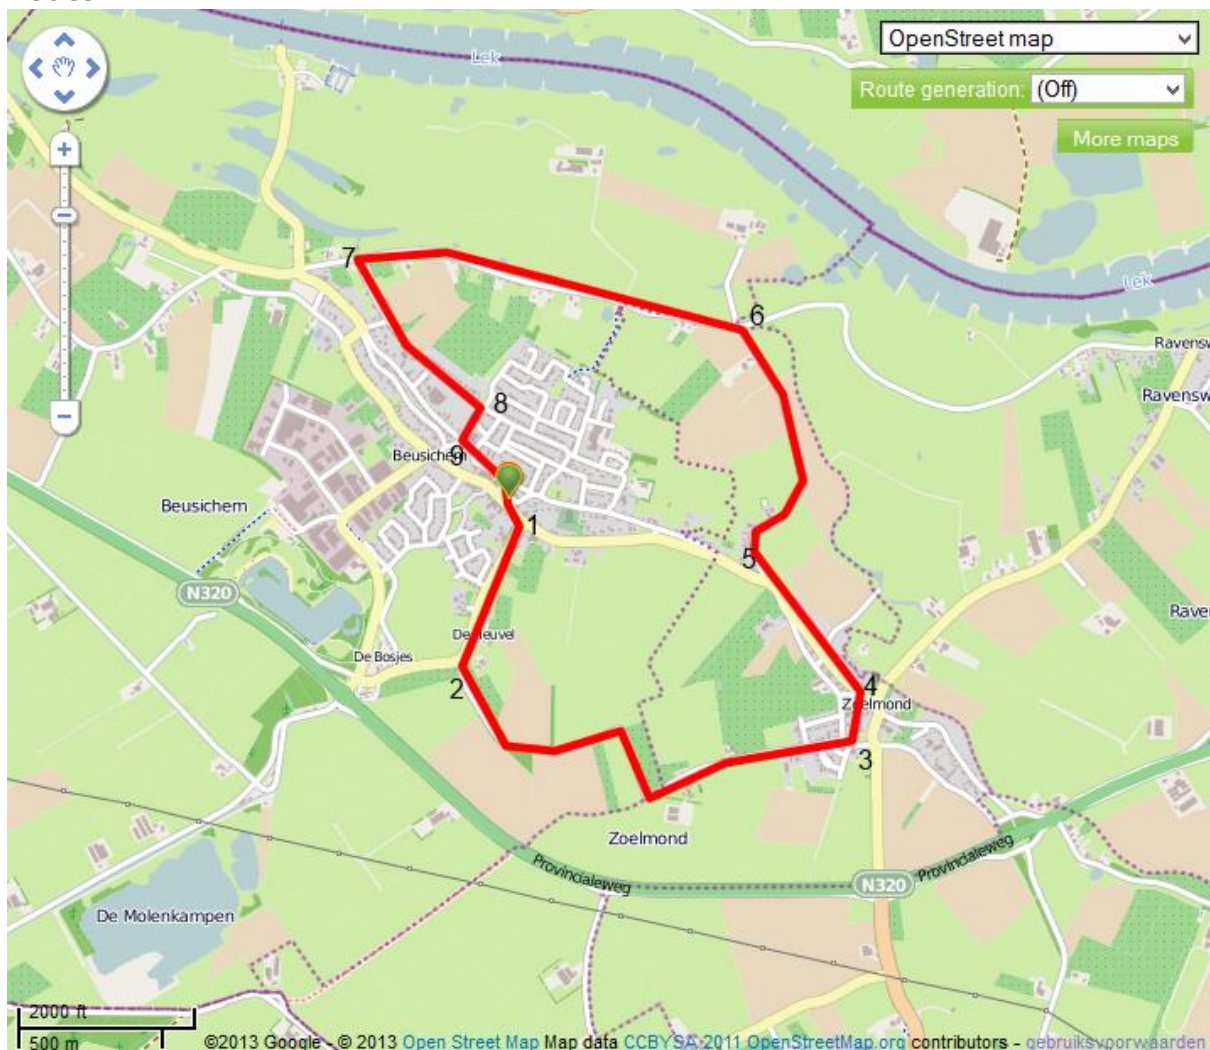 OpenStreet map
Lek
Route generation: (Off)
More maps
7
Lek
6
Ravensw
Ravensw
8
Beusichem
9
Beusichem
1
5
N320
Rave
De Heuvel
De Bosjes
2
4
Zoelmond
3
Zoelmond
Provincialeweg
Provincialeweg
N320
De Molenkampen
2000 ft
500 m
©2013 Google - © 2013 Open Street Map Map data CCBYSA 2011 OpenStreetMap.org contributors - gebruiksvoorwaarden